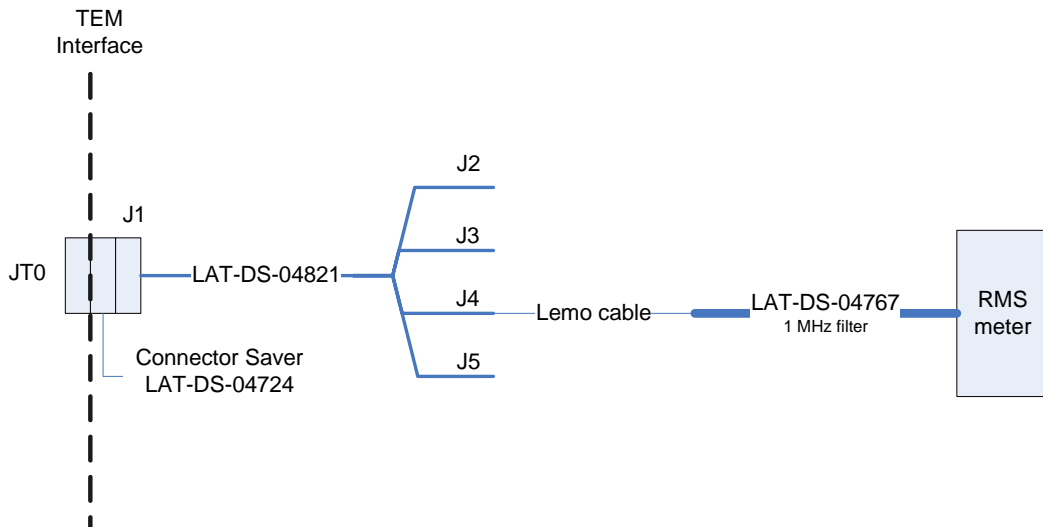 TEM
Interface
J1
JT0
LAT-DS-04821
Connector Saver
LAT-DS-04724
J2
J3
J4
J5
Lemo cable
LAT-DS-04767
1 MHz filter
RMS
meter